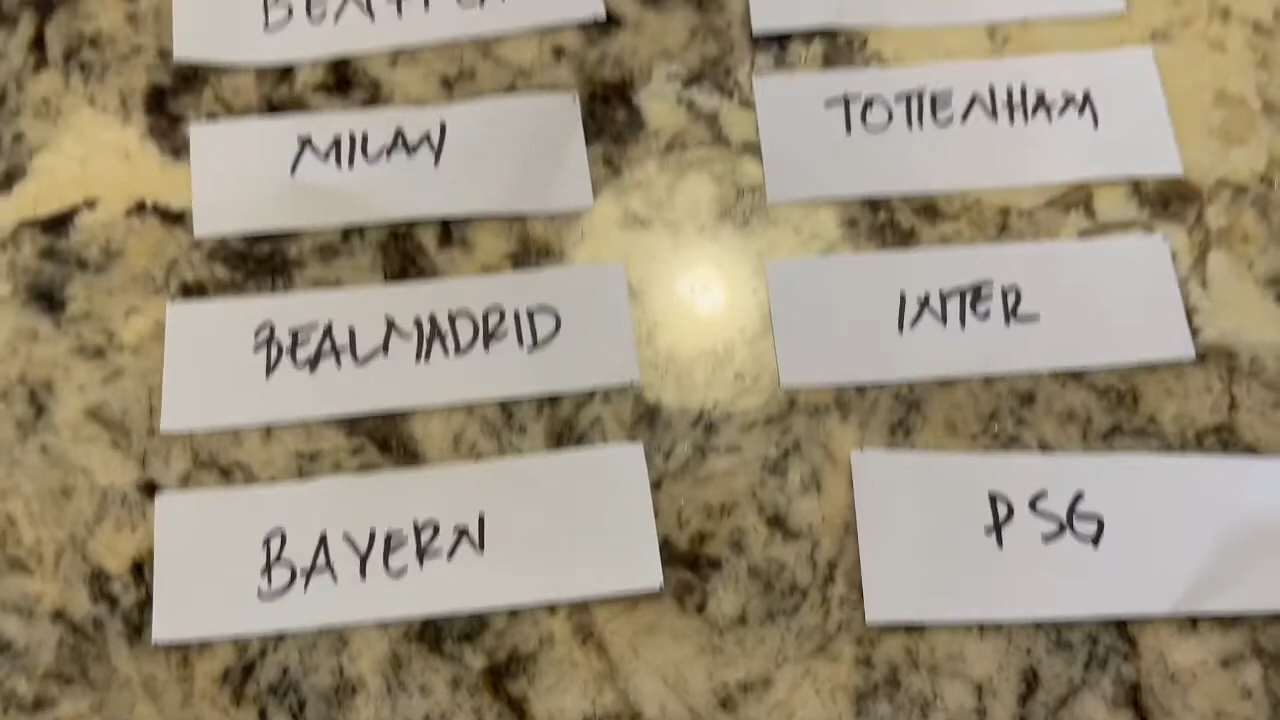 MILAN
TOTTENHAM
REALMADRID
INTER
BAYERN
PSG